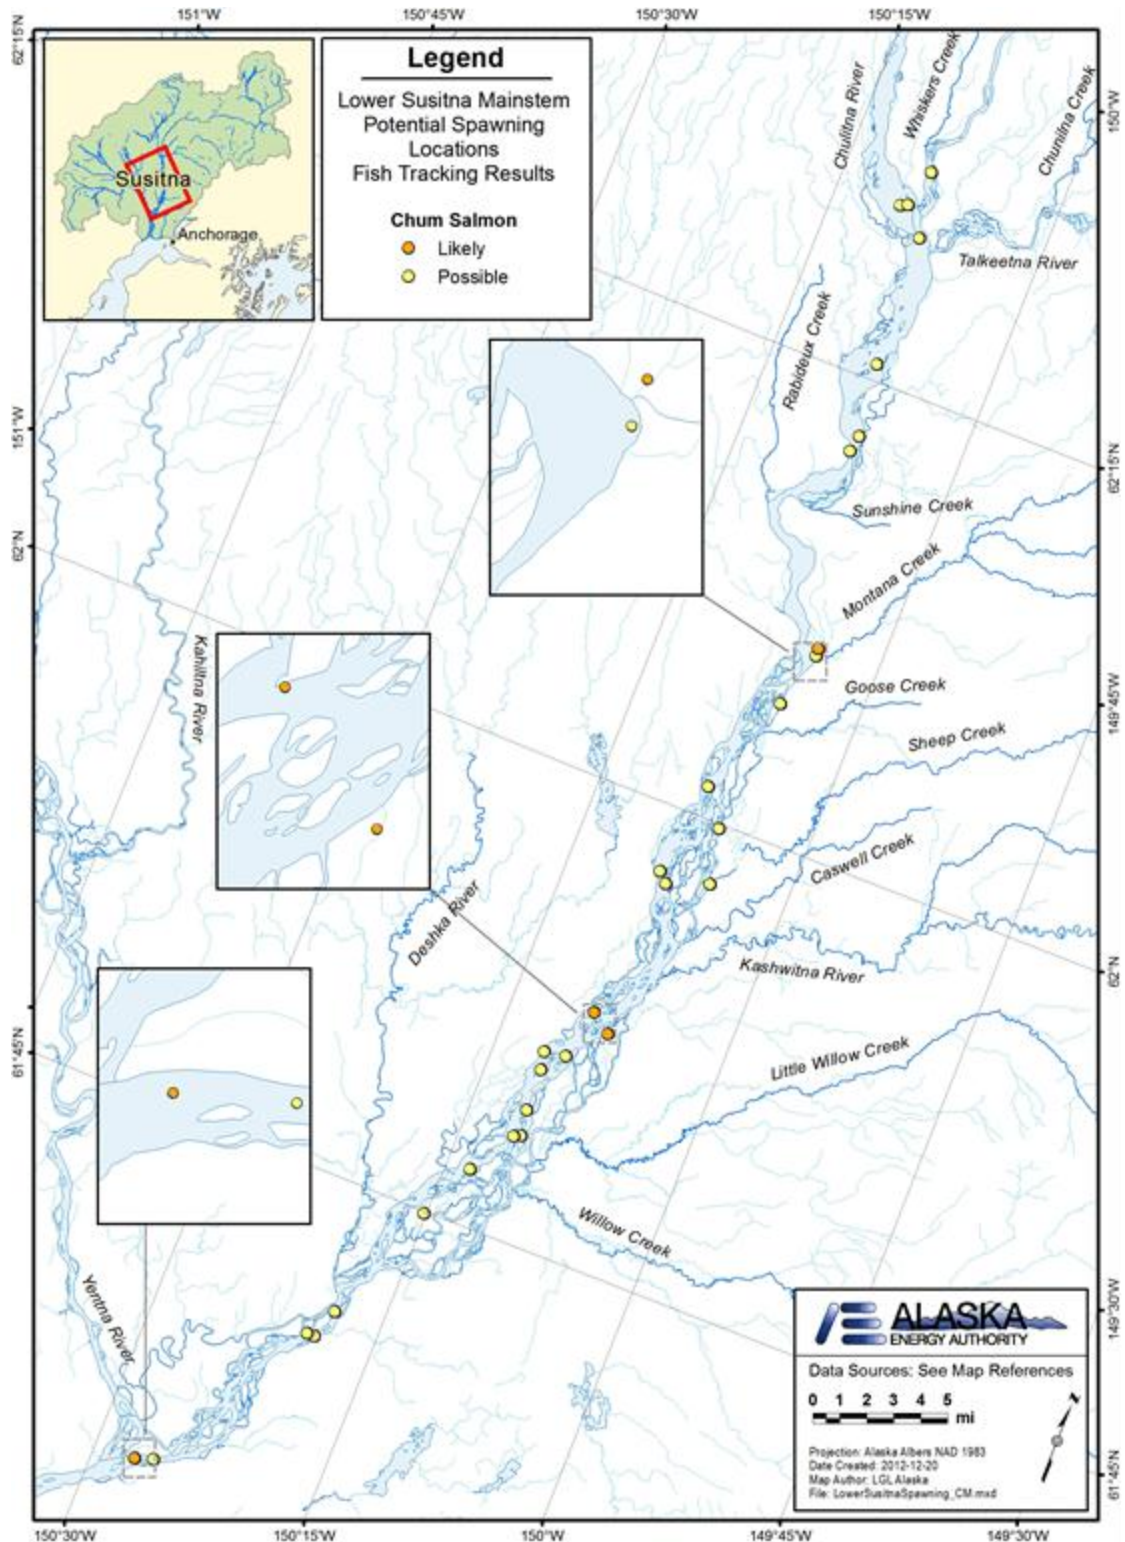 151°W
150°45'W
150°30'W
150°15'W
62°15'N
Legend
Lower Susitna Mainstem
Potential Spawning
Locations
Fish Tracking Results
Chum Salmon
Likely
Possible
Susitna
Anchorage
Chulitna River
Whiskers Creek
Chunilna Creek
150°W
Talkeetna River
Rabideux Creek
151°W
62°15'N
Sunshine Creek
62°N
Montana Creek
Kahiltna River
Goose Creek
149°45'W
Sheep Creek
Caswell Creek
Deshka River
Kashwitna River
62°N
61°45'N
Little Willow Creek
Willow Creek
Yentna River
149°30'W
ALASKA
ENERGY AUTHORITY
Data Sources: See Map References
0 1 2 3 4 5 mi
N
Projection: Alaska Albers NAD 1983
Date Created: 2012-12-20
Map Author: LGL Alaska
File: LowerSusitnaSpawning_CM.mxd
61°45'N
150°30'W
150°15'W
150°W
149°45'W
149°30'W